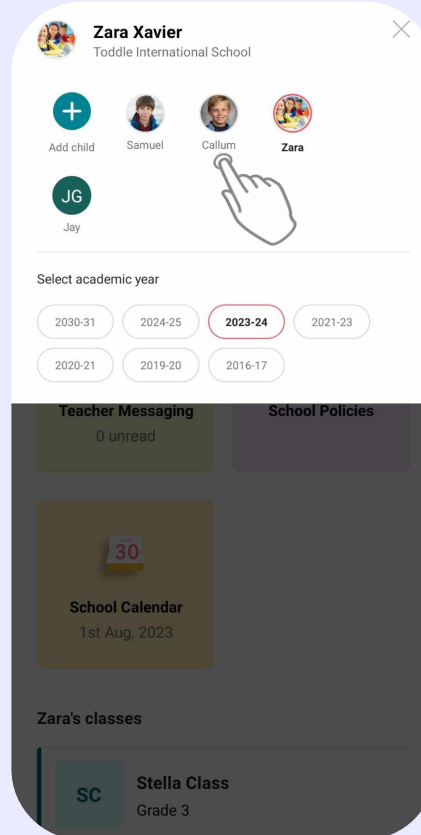 Zara Xavier
Toddle International School
Add child
Samuel
Callum
Zara
JG
Jay
Select academic year
2030-31
2024-25
2023-24
2021-23
2020-21
2019-20
2016-17
Teacher Messaging
0 unread
School Policies
30
School Calendar
1st Aug, 2023
Zara's classes
SC
Stella Class
Grade 3